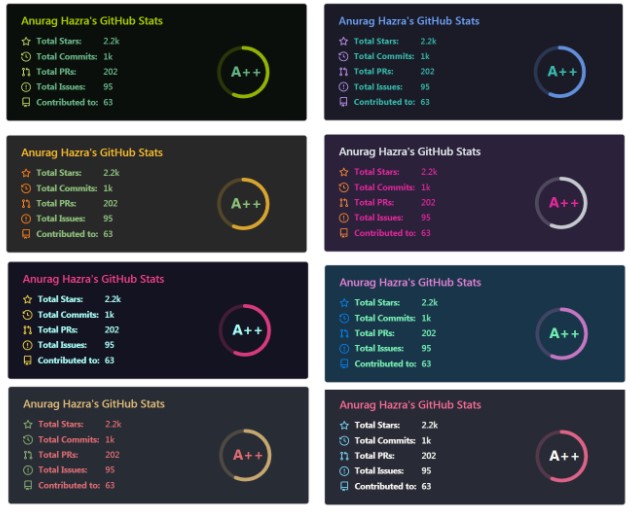 Anurag Hazra's GitHub Stats
Total Stars: 2.2k
Total Commits: 1k
Total PRs: 202
Total Issues: 95
Contributed to: 63
A++
Anurag Hazra's GitHub Stats
Total Stars: 2.2k
Total Commits: 1k
Total PRs: 202
Total Issues: 95
Contributed to: 63
A++
Anurag Hazra's GitHub Stats
Total Stars: 2.2k
Total Commits: 1k
Total PRs: 202
Total Issues: 95
Contributed to: 63
A++
Anurag Hazra's GitHub Stats
Total Stars: 2.2k
Total Commits: 1k
Total PRs: 202
Total Issues: 95
Contributed to: 63
A++
Anurag Hazra's GitHub Stats
Total Stars: 2.2k
Total Commits: 1k
Total PRs: 202
Total Issues: 95
Contributed to: 63
A++
Anurag Hazra's GitHub Stats
Total Stars: 2.2k
Total Commits: 1k
Total PRs: 202
Total Issues: 95
Contributed to: 63
A++
Anurag Hazra's GitHub Stats
Total Stars: 2.2k
Total Commits: 1k
Total PRs: 202
Total Issues: 95
Contributed to: 63
A++
Anurag Hazra's GitHub Stats
Total Stars: 2.2k
Total Commits: 1k
Total PRs: 202
Total Issues: 95
Contributed to: 63
A++